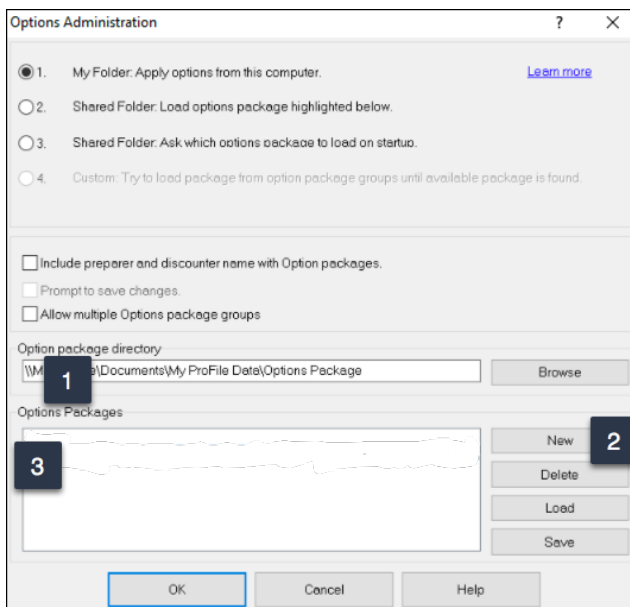 Options Administration ? X
1. My Folder: Apply options from this computer. Learn more
2. Shared Folder: Load options package highlighted below.
3. Shared Folder: Ask which options package to load on startup.
4. Custom: Try to load package from option package groups until available package is found.
Include preparer and discounter name with Option packages.
Prompt to save changes.
Allow multiple Options package groups
Option package directory
\\M 1 e\Documents\My ProFile Data\Options Package Browse
Options Packages
New 2
3
Delete
Load
Save
OK Cancel Help